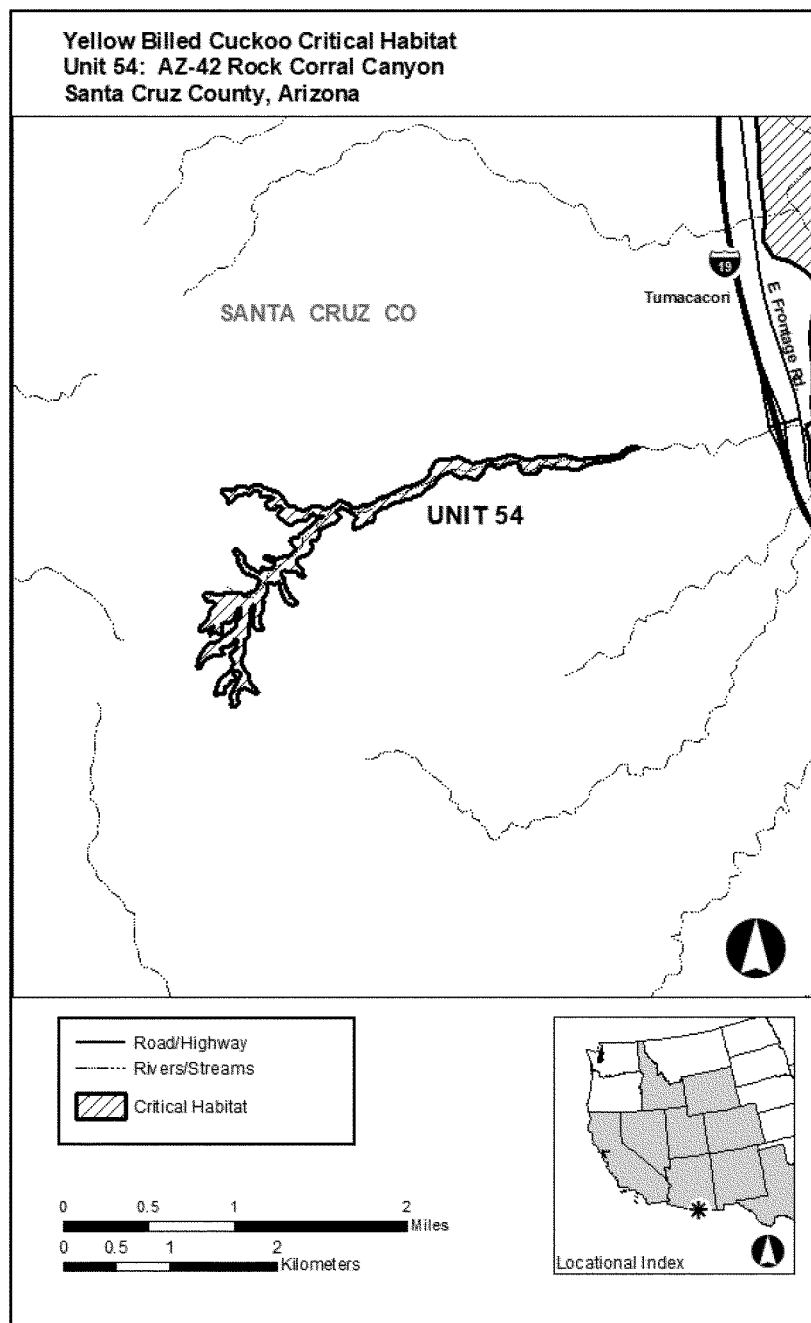 Yellow Billed Cuckoo Critical Habitat
Unit 54: AZ-42 Rock Corral Canyon
Santa Cruz County, Arizona
19
Tumacacori
E Frontage Rd.
SANTA CRUZ CO
UNIT 54
Road/Highway
Rivers/Streams
Critical Habitat
0 0.5 1 2
Miles
0 0.5 1 2
Kilometers
Locational Index